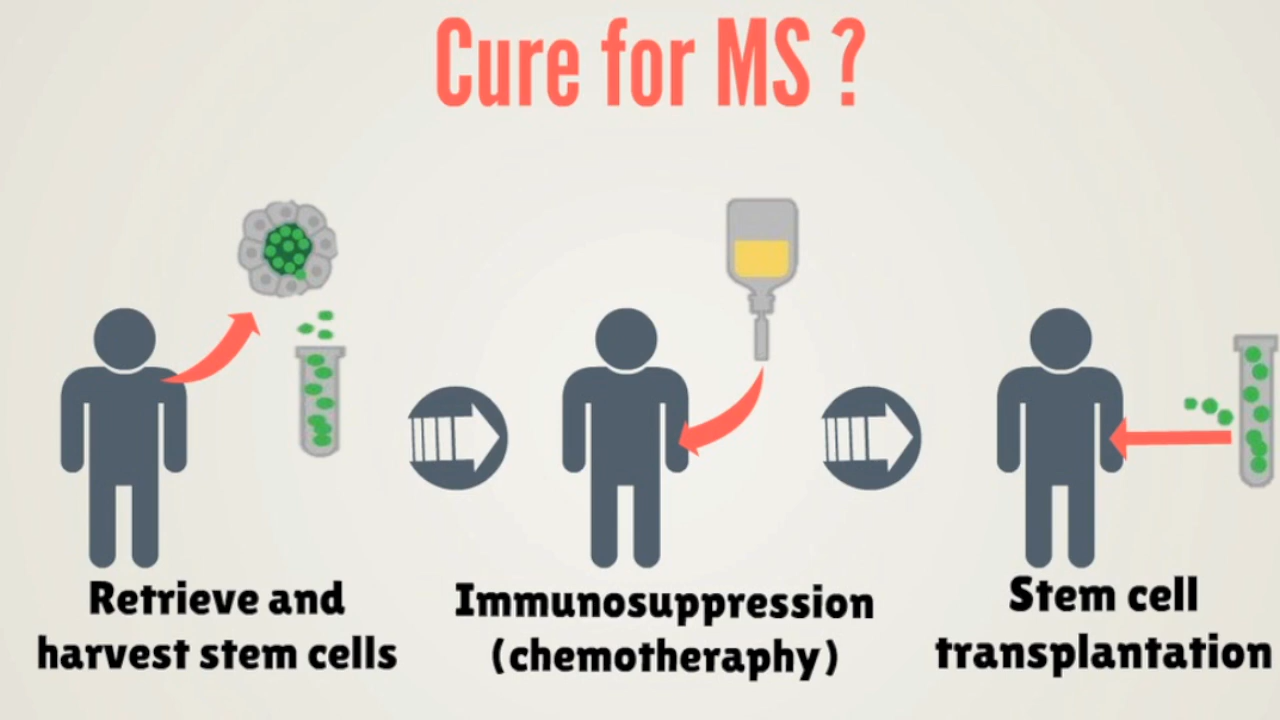 Cure for MS ?
Retrieve and
harvest stem cells
Immunosuppression
(chemotheraphy)
Stem cell
transplantation